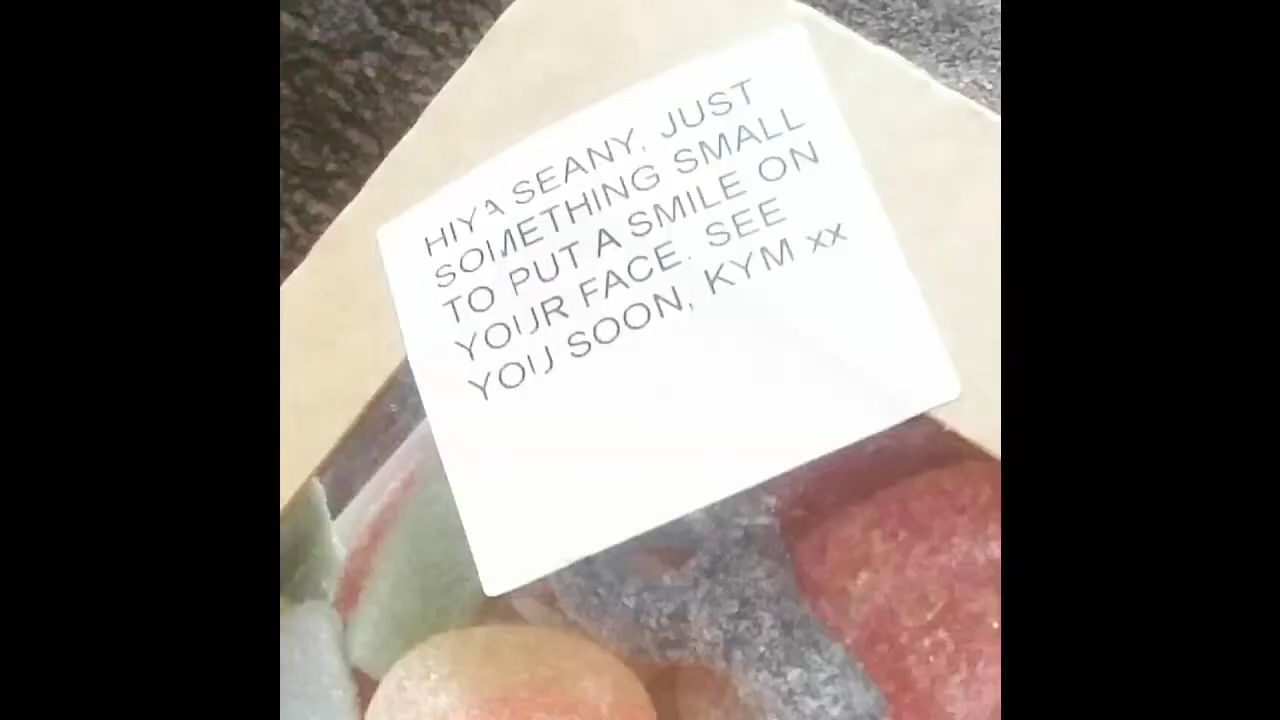 HIYA SEANY, JUST
SOMETHING SMALL
TO PUT A SMILE ON
YOUR FACE. SEE
YOU SOON, KYM xx